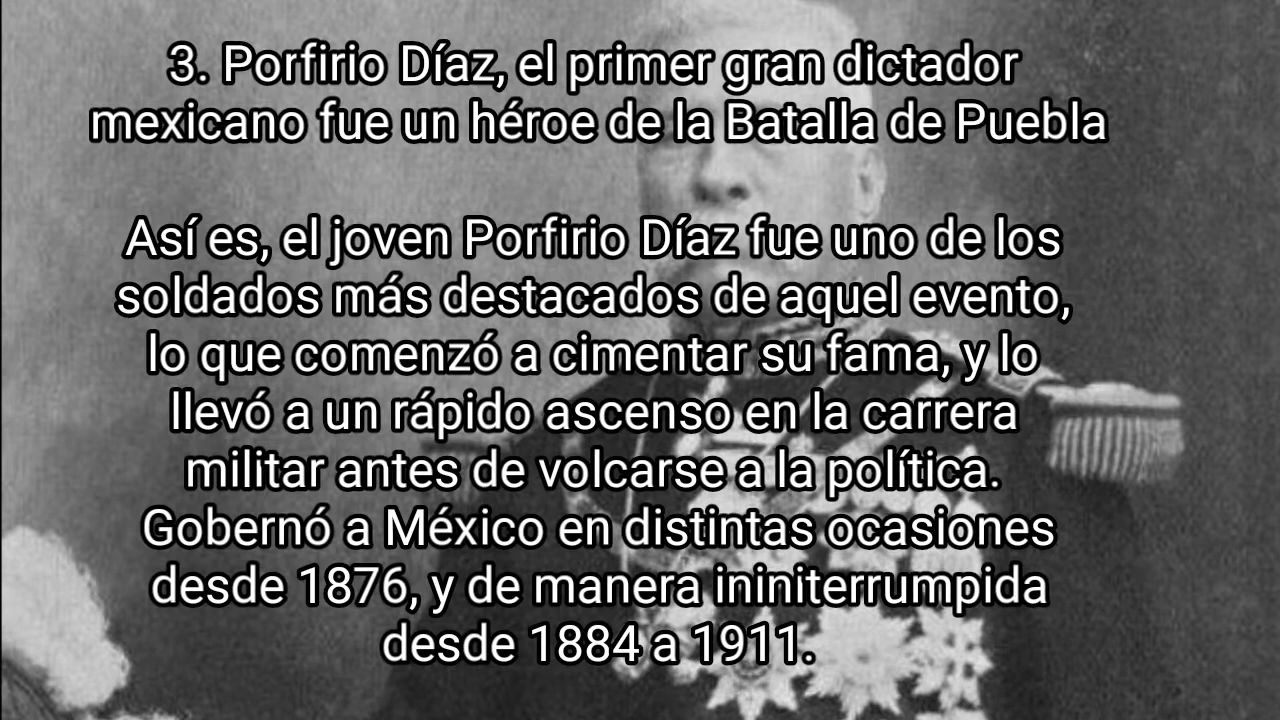 3. Porfirio Díaz, el primer gran dictador
mexicano fue un héroe de la Batalla de Puebla
Así es, el joven Porfirio Díaz fue uno de los
soldados más destacados de aquel evento,
lo que comenzó a cimentar su fama, y lo
llevó a un rápido ascenso en la carrera
militar antes de volcarse a la política.
Gobernó a México en distintas ocasiones
desde 1876, y de manera ininiterrumpida
desde 1884 a 1911.